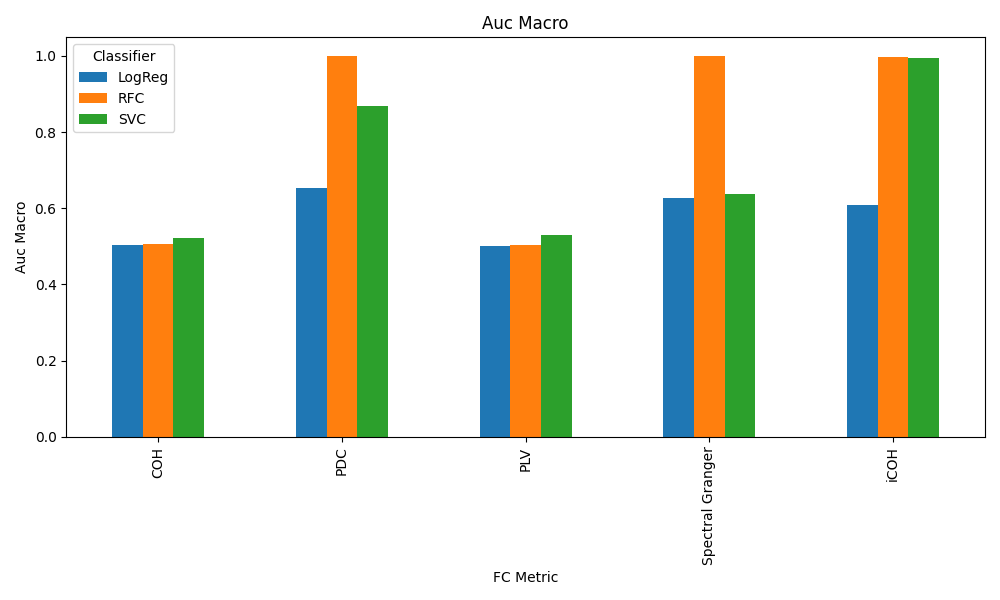 Auc Macro
Classifier
LogReg
RFC
SVC
Auc Macro
1.0
0.8
0.6
0.4
0.2
0.0
COH
PDC
PLV
Spectral Granger
iCOH
FC Metric